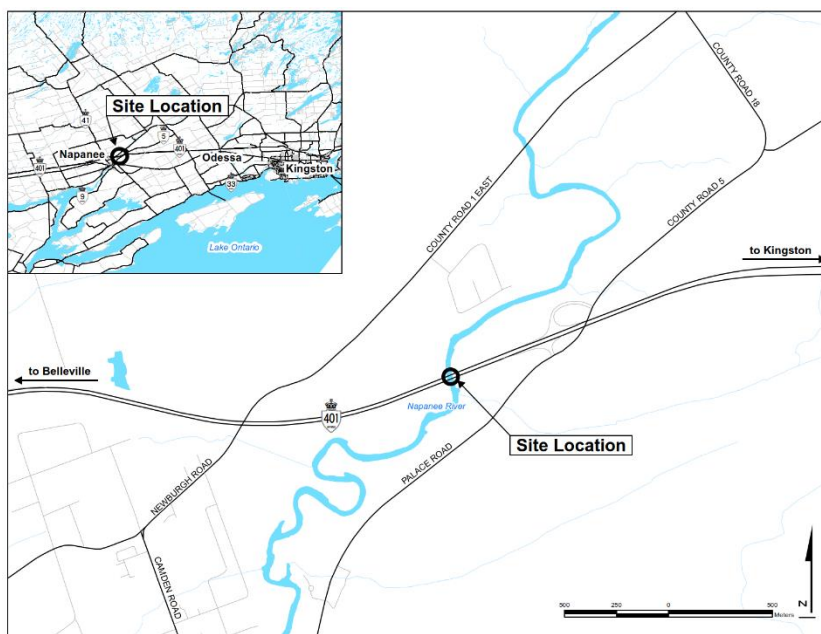 Site Location
41
5
401
Napanee
Odessa
401
Kingston
33
9
Lake Ontario
COUNTY ROAD 18
COUNTY ROAD 1 EAST
COUNTY ROAD 5
to Kingston
to Belleville
401
Napanee River
Site Location
NEWBURGH ROAD
PALACE ROAD
CAMDEN ROAD
N
500 250 0 500
Meters